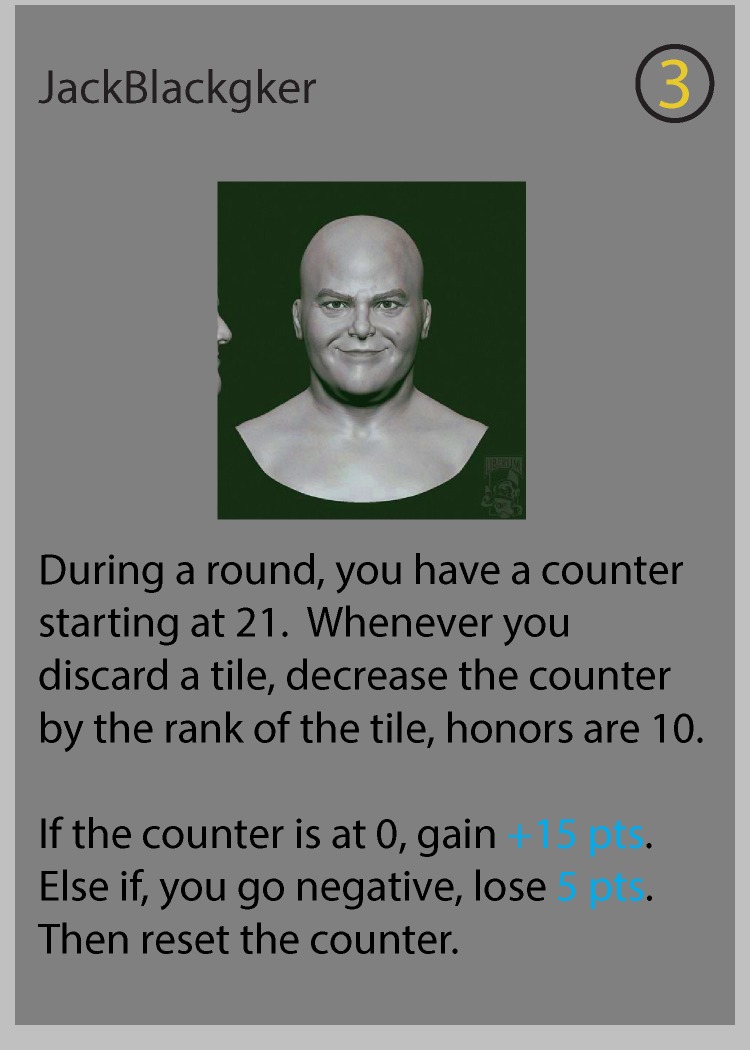 JackBlackgker
3
During a round, you have a counter
starting at 21.  Whenever you
discard a tile, decrease the counter
by the rank of the tile, honors are 10.
If the counter is at 0, gain +15 pts.
Else if, you go negative, lose 5 pts.
Then reset the counter.